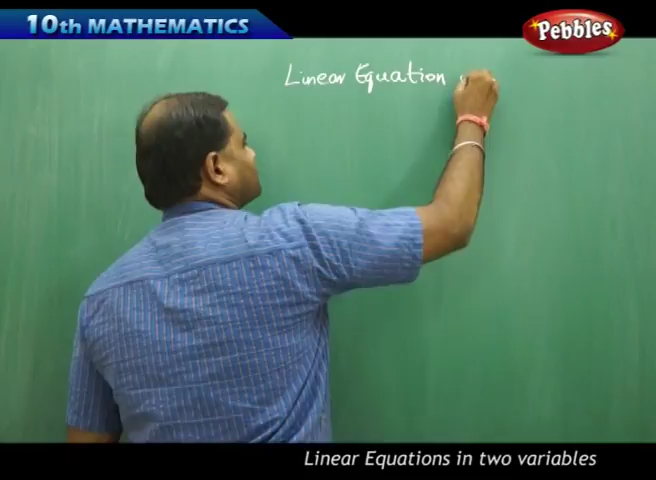 10th MATHEMATICS
Pebbles
Linear Equation
Linear Equations in two variables